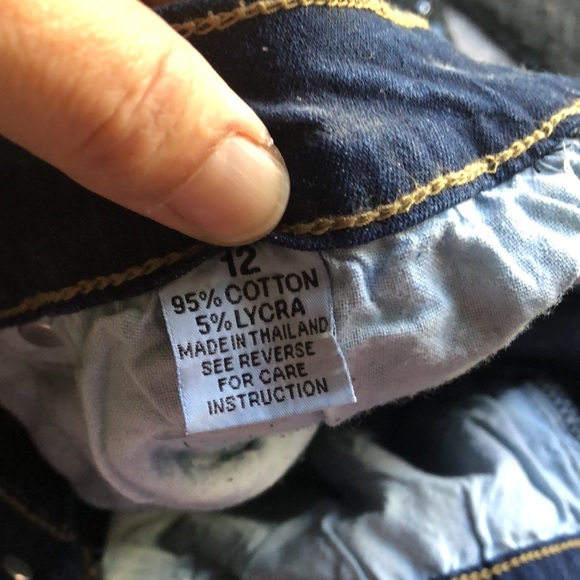 12
95% COTTON
5% LYCRA
MADE IN THAILAND
SEE REVERSE
FOR CARE
INSTRUCTION